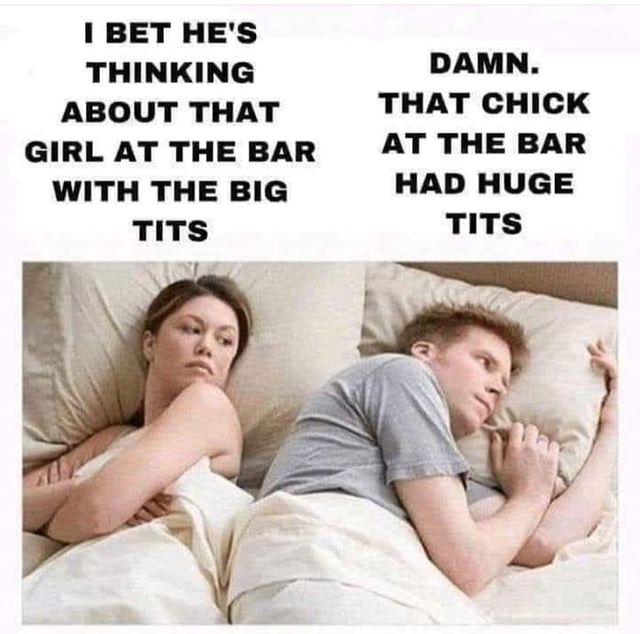 I BET HE'S
THINKING
ABOUT THAT
GIRL AT THE BAR
WITH THE BIG
TITS
DAMN.
THAT CHICK
AT THE BAR
HAD HUGE
TITS